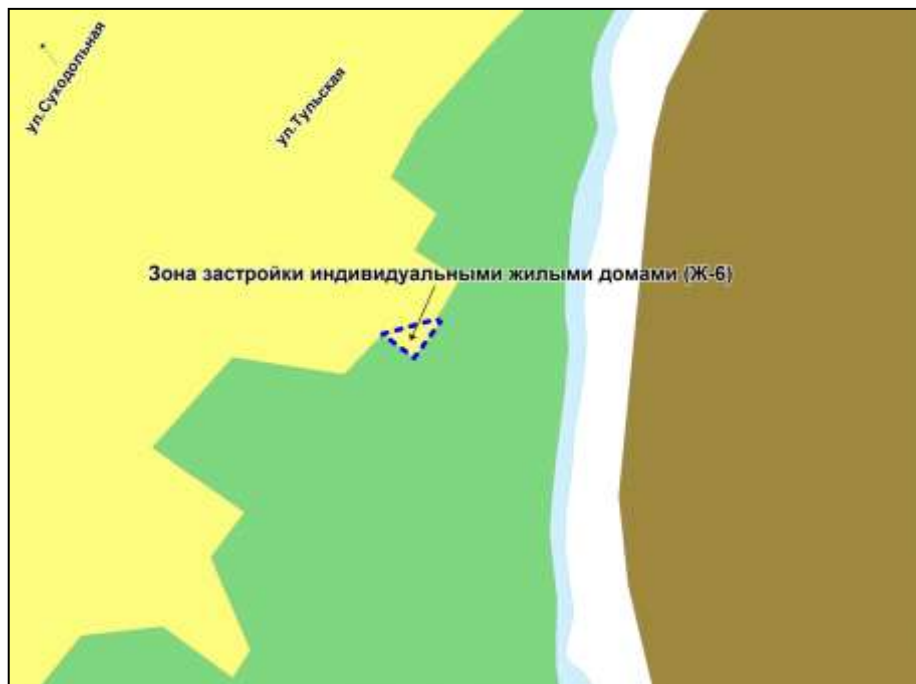 ул.Суходольная
ул.Тульская
Зона застройки индивидуальными жилыми домами (Ж-6)